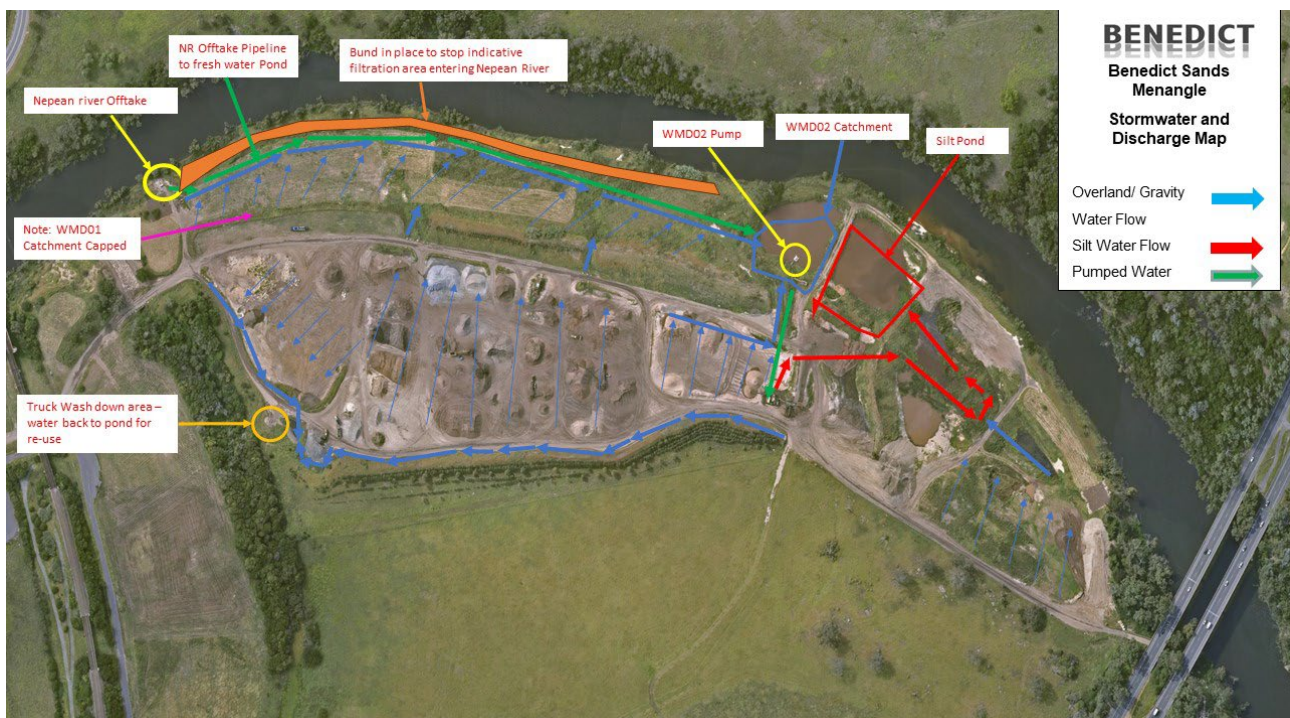 NR Offtake Pipeline
to fresh water Pond
Bund in place to stop indicative
filtration area entering Nepean River
Nepean river Offtake
WMD02 Pump
WMD02 Catchment
Silt Pond
Note: WMD01
Catchment Capped
Truck Wash down area –
water back to pond for
re-use
BENEDICT
Benedict Sands
Menangle
Stormwater and
Discharge Map
Overland/ Gravity
Water Flow
Silt Water Flow
Pumped Water